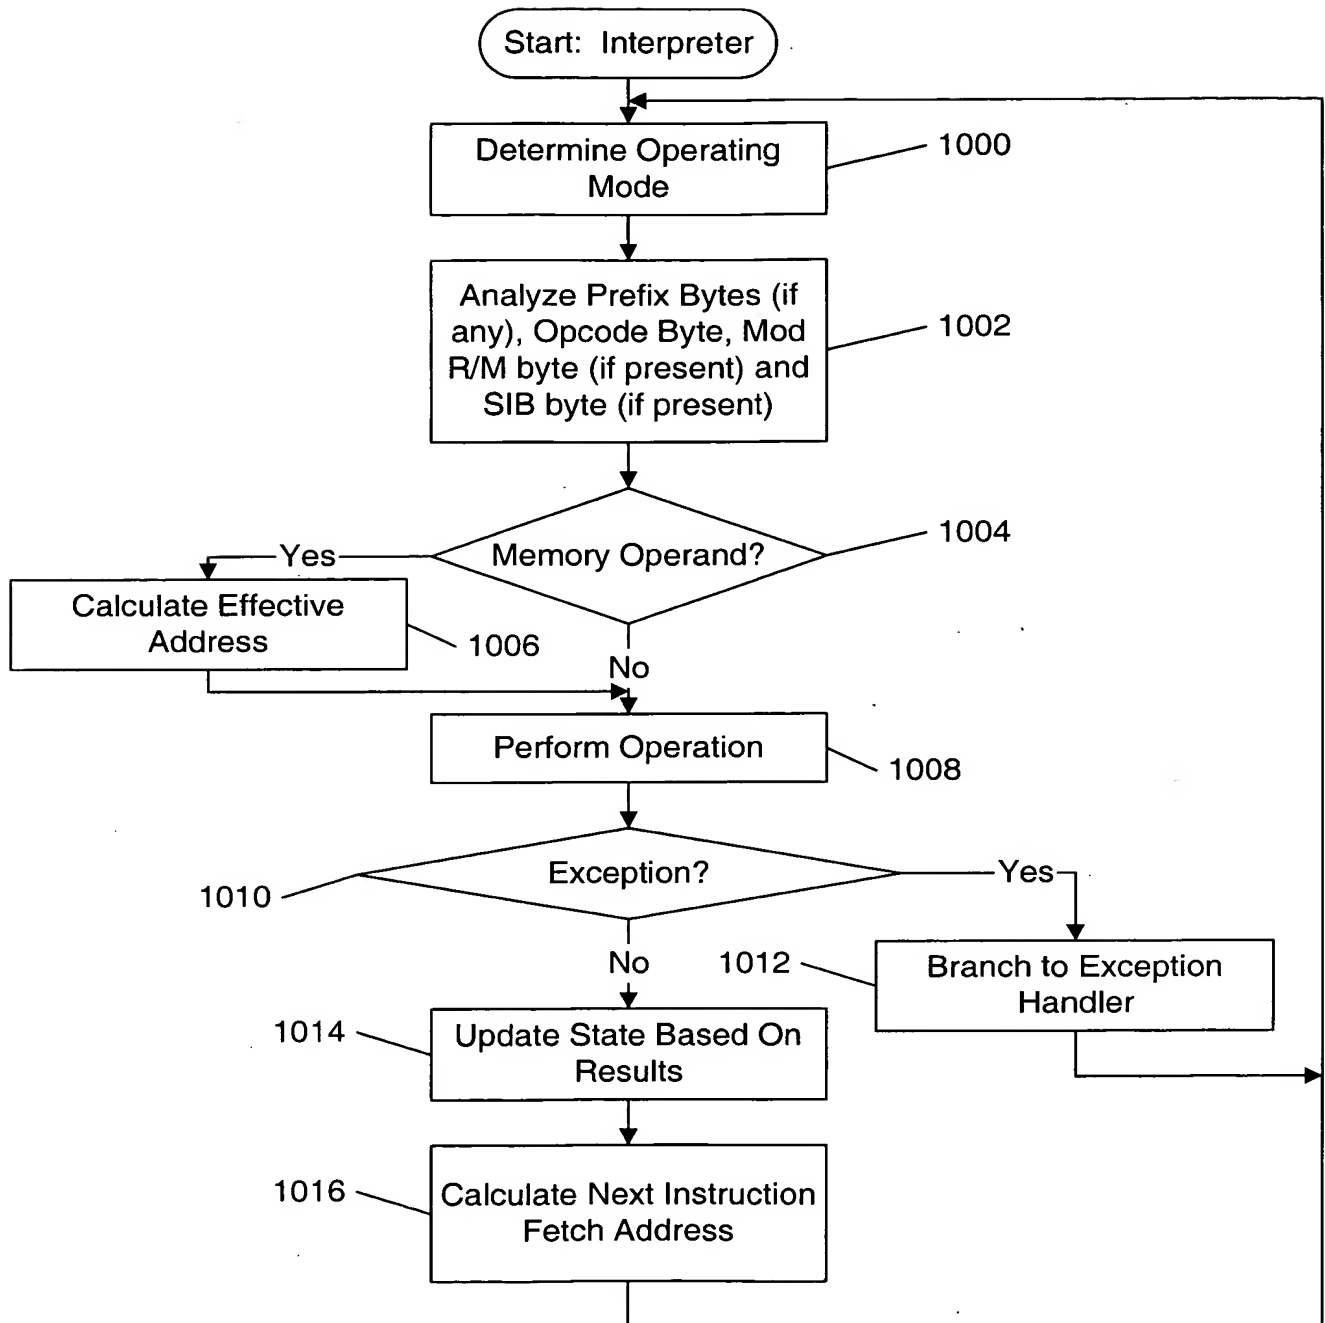 Start: Interpreter
Determine Operating
Mode
1000
Analyze Prefix Bytes (if
any), Opcode Byte, Mod
R/M byte (if present) and
SIB byte (if present)
1002
Memory Operand?
1004
Yes
Calculate Effective
Address
1006
No
Perform Operation
1008
Exception?
1010
Yes
No
1012
Branch to Exception
Handler
1014
Update State Based On
Results
1016
Calculate Next Instruction
Fetch Address